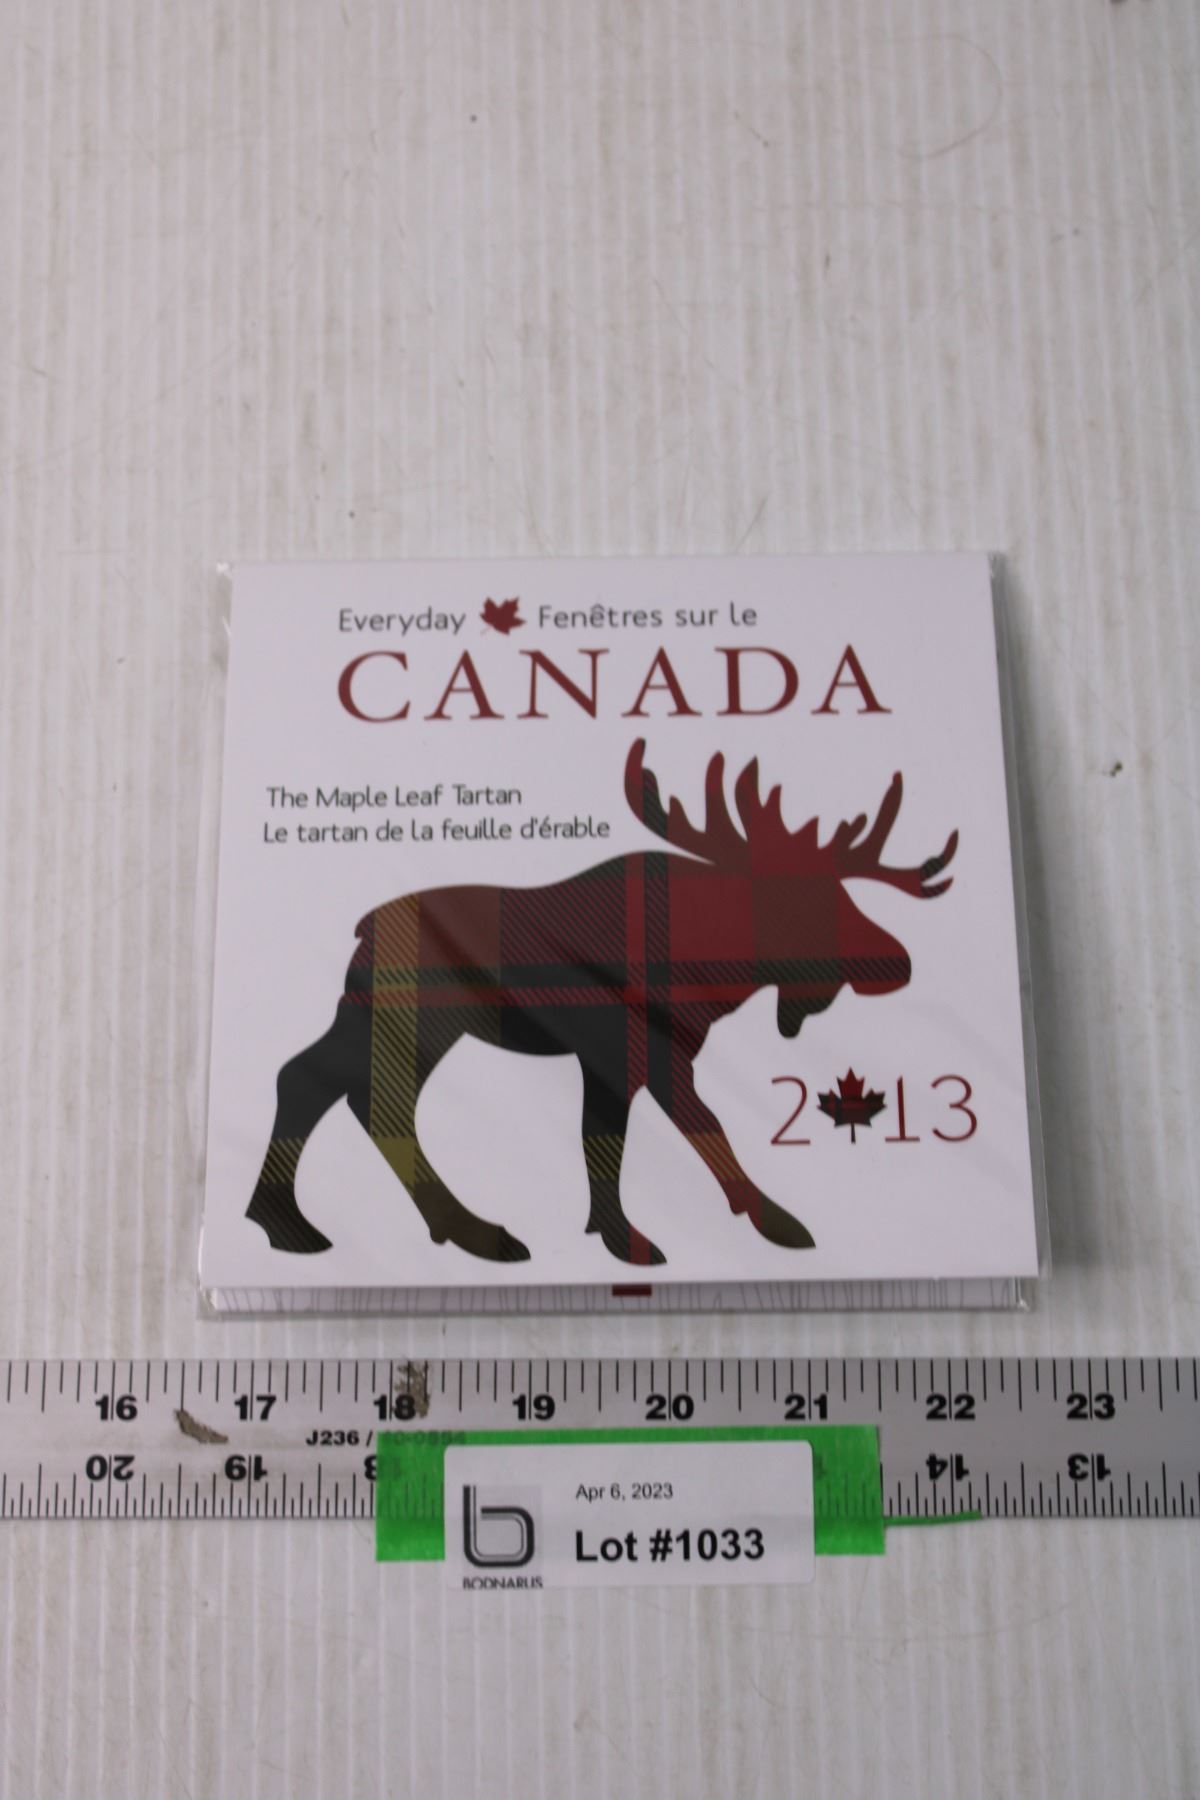 Everyday Fenêtres sur le
CANADA
The Maple Leaf Tartan
Le tartan de la feuille d'érable
2013
16 17 18 19 20 21 22 23
J236 /
20 19 14 13
Apr 6, 2023
Lot #1033
BODNARUS